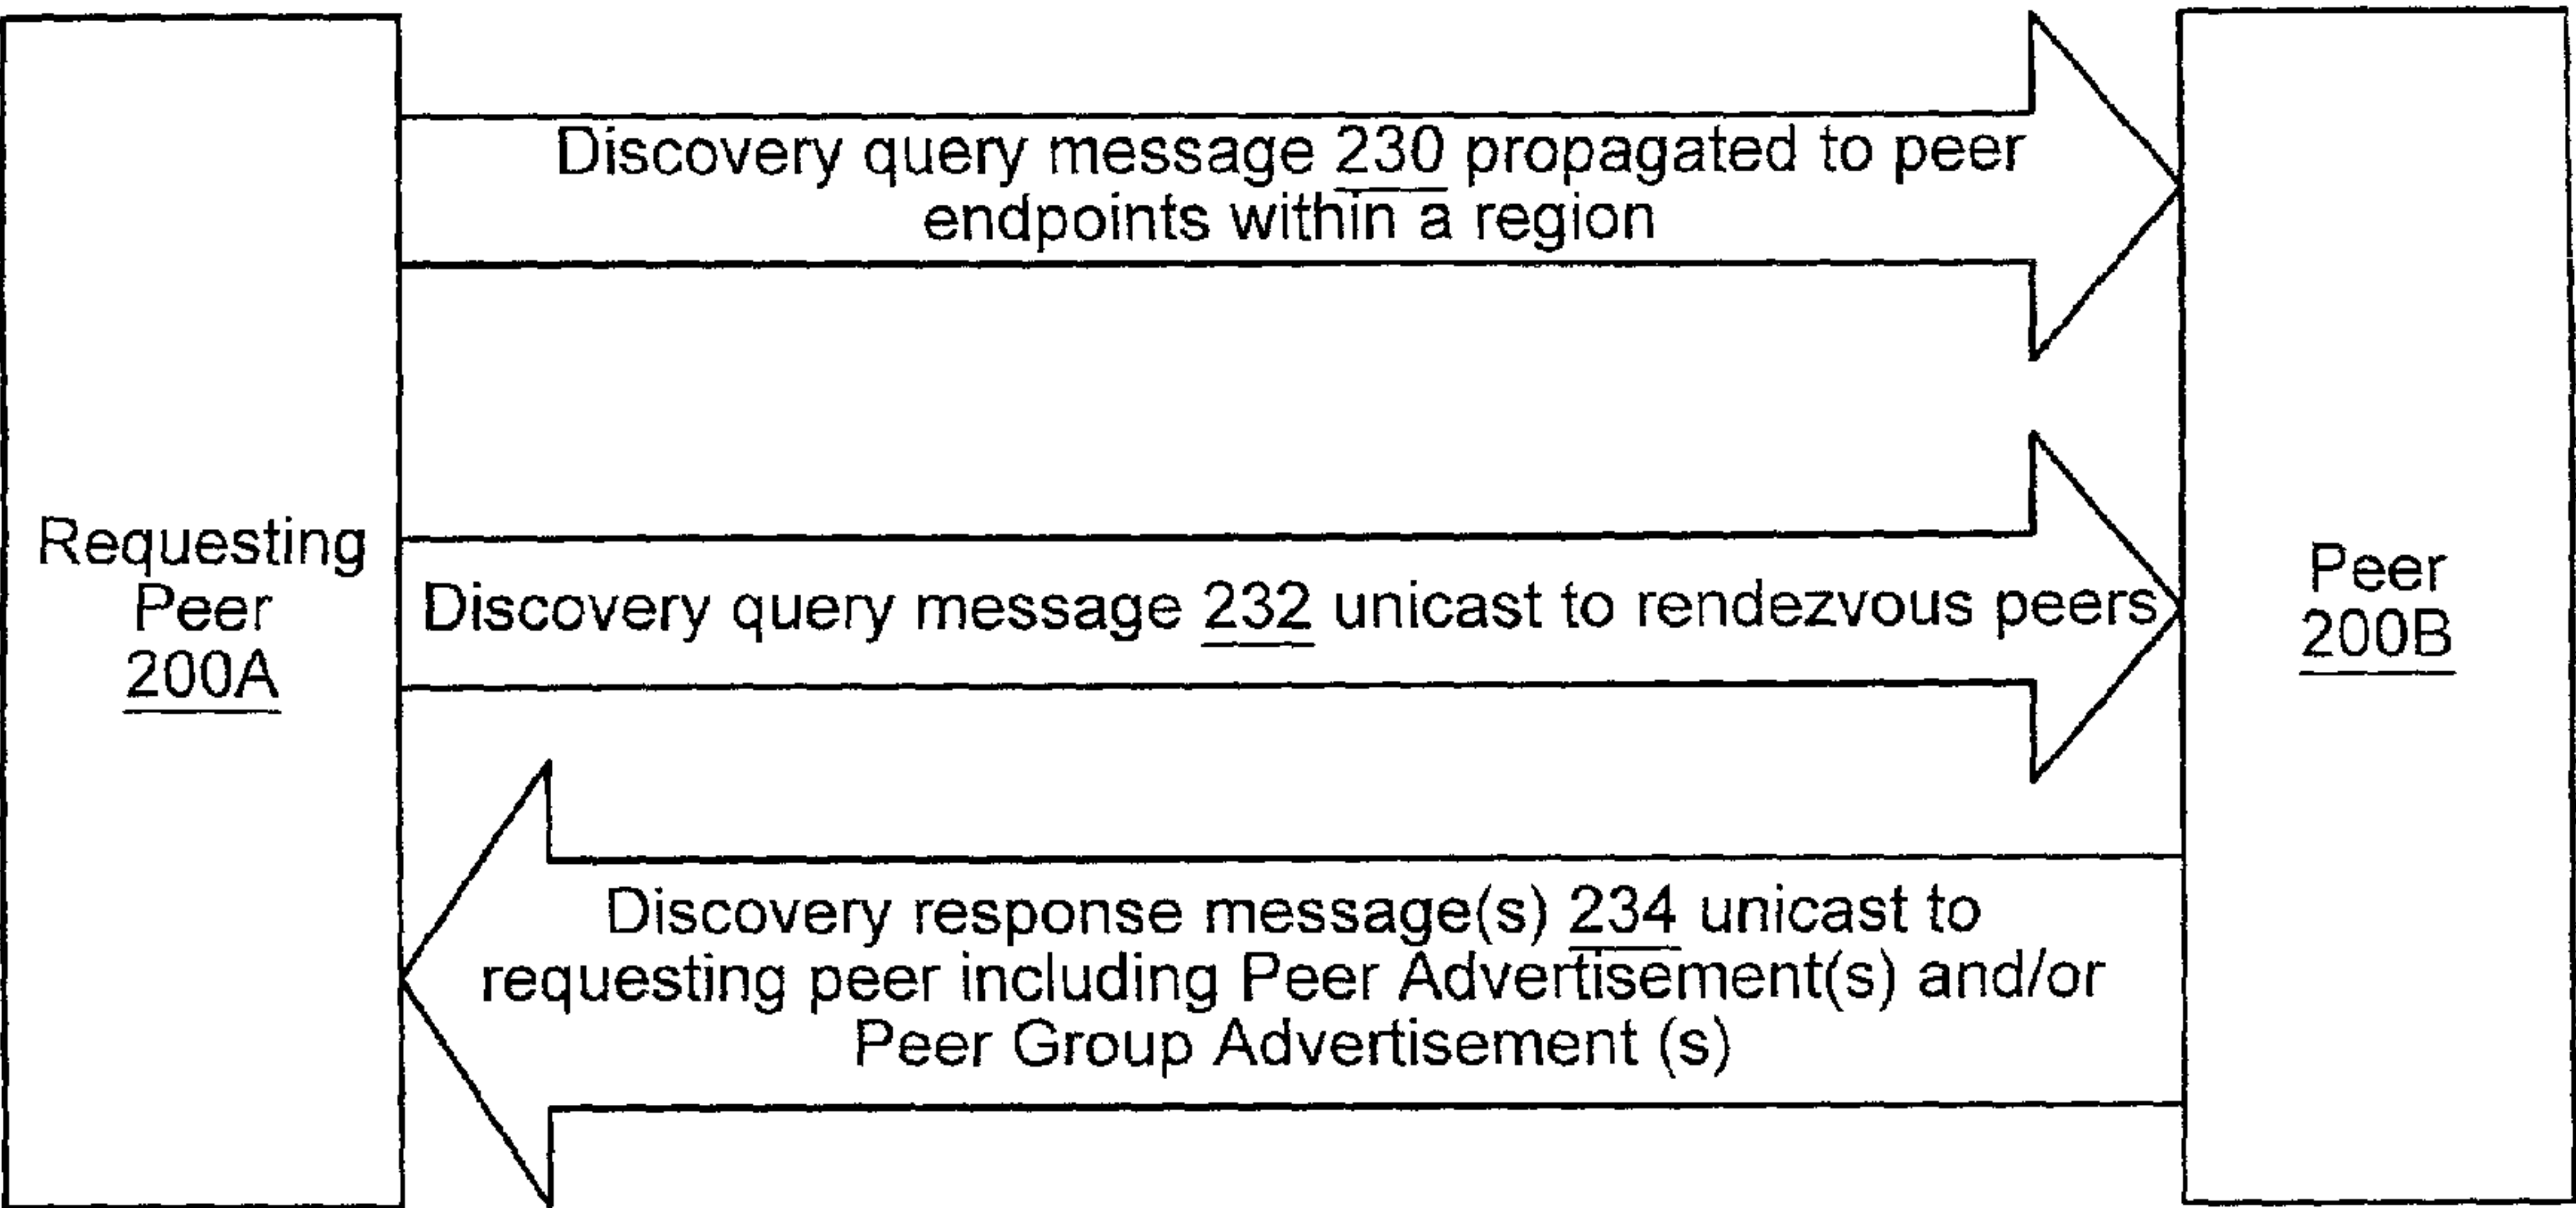 Discovery query message 230 propagated to peer
endpoints within a region
Requesting
Peer
200A
Discovery query message 232 unicast to rendezvous peers
Peer
200B
Discovery response message(s) 234 unicast to
requesting peer including Peer Advertisement(s) and/or
Peer Group Advertisement (s)